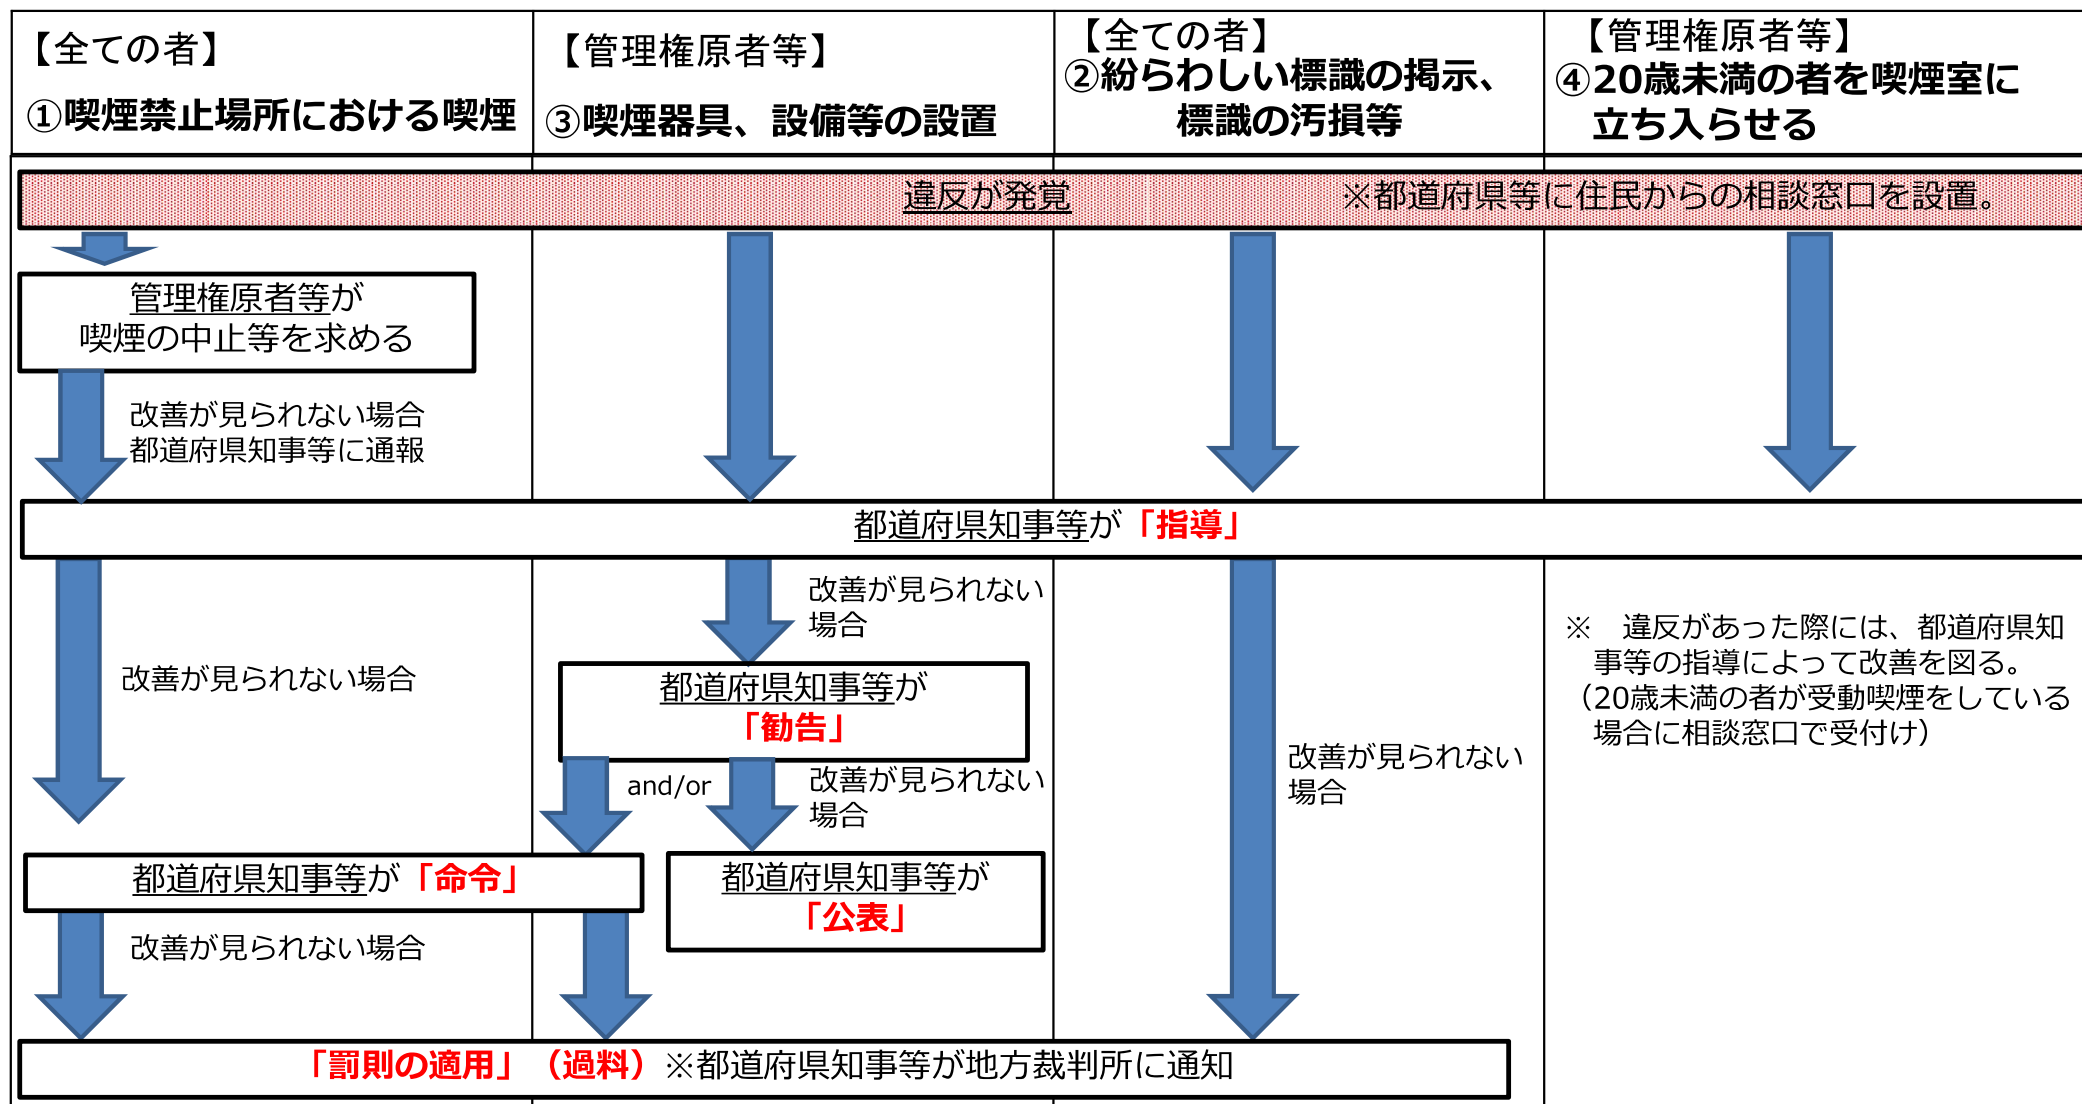 【全ての者】
①喫煙禁止場所における喫煙
【管理権原者等】
③喫煙器具、設備等の設置
【全ての者】
②紛らわしい標識の掲示、
標識の汚損等
【管理権原者等】
④20歳未満の者を喫煙室に
立ち入らせる
違反が発覚 ※都道府県等に住民からの相談窓口を設置。
管理権原者等が
喫煙の中止等を求める
改善が見られない場合
都道府県知事等に通報
都道府県知事等が「指導」
改善が見られない場合
改善が見られない
場合
都道府県知事等が
「勧告」
and/or
改善が見られない
場合
都道府県知事等が「命令」
都道府県知事等が
「公表」
改善が見られない場合
改善が見られない
場合
※ 違反があった際には、都道府県知
事等の指導によって改善を図る。
（20歳未満の者が受動喫煙をしている
場合に相談窓口で受付け）
「罰則の適用」（過料）※都道府県知事等が地方裁判所に通知